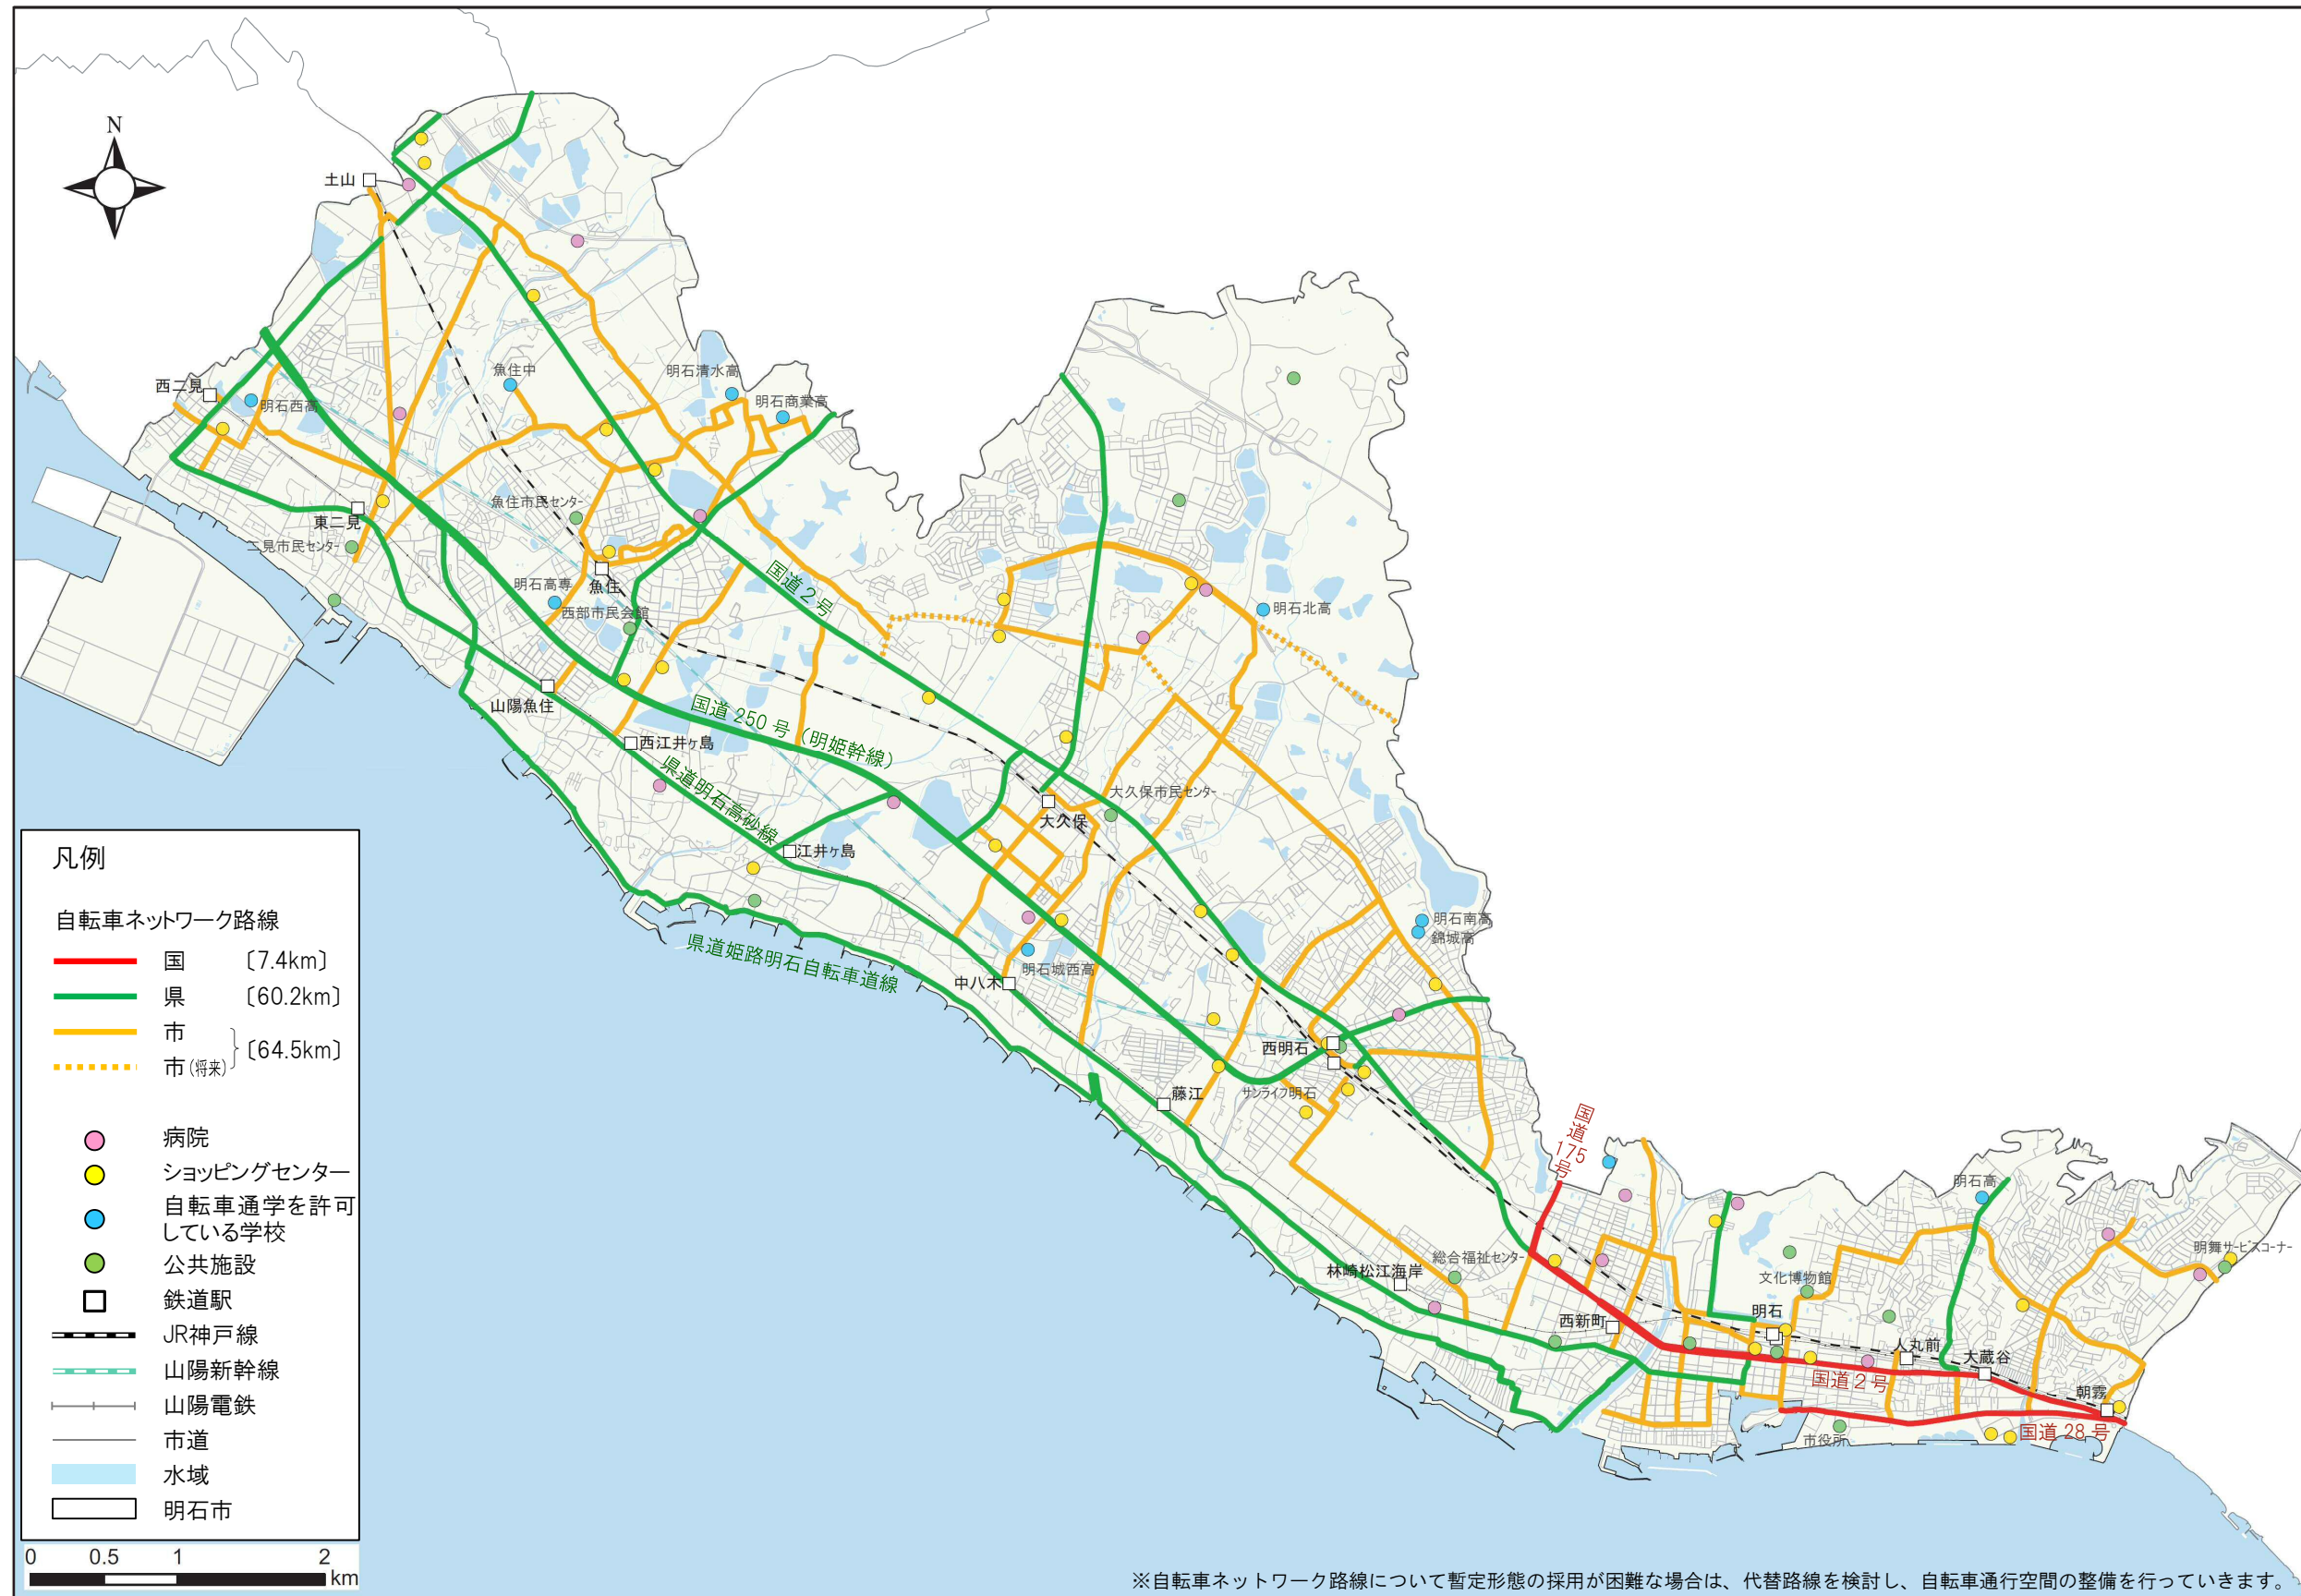 N
土山
西二見
明石西高
魚住中
明石清水高
明石商業高
東二見
二見市民センター
魚住市民センター
明石高専
魚住
西部市民会館
国道2号
明石北高
山陽魚住
西江井ヶ島
国道250号(明姫幹線)
県道明石高砂線
大久保市民センター
大久保
江井ヶ島
県道姫路明石自転車道線
明石城西高
中八木
明石南高
錦城高
西明石
サンライフ明石
藤江
国道175号
総合福祉センター
林崎松江海岸
西新町
文化博物館
明石
明石高
明舞サービスコーナー
人丸前
大蔵谷
国道2号
朝霧
国道28号
市役所
凡例
自転車ネットワーク路線
国 〔7.4km〕
県 〔60.2km〕
市
市(将来)
〔64.5km〕
病院
ショッピングセンター
自転車通学を許可
している学校
公共施設
鉄道駅
JR神戸線
山陽新幹線
山陽電鉄
市道
水域
明石市
0 0.5 1 2
km
※自転車ネットワーク路線について暫定形態の採用が困難な場合は、代替路線を検討し、自転車通行空間の整備を行っていきます。